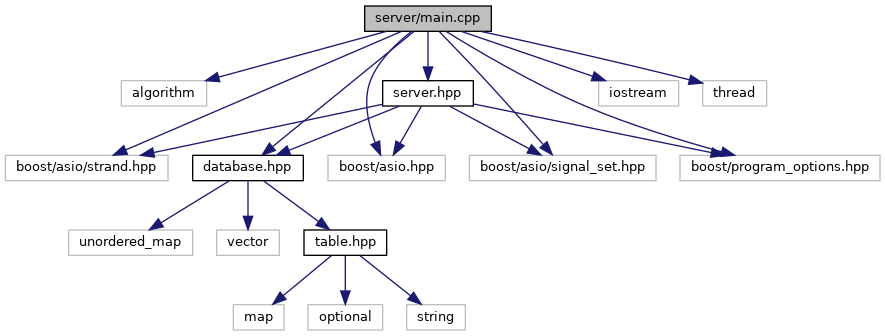 server/main.cpp
algorithm
server.hpp
iostream
thread
boost/asio/strand.hpp
database.hpp
boost/asio.hpp
boost/asio/signal_set.hpp
boost/program_options.hpp
unordered_map
vector
table.hpp
map
optional
string